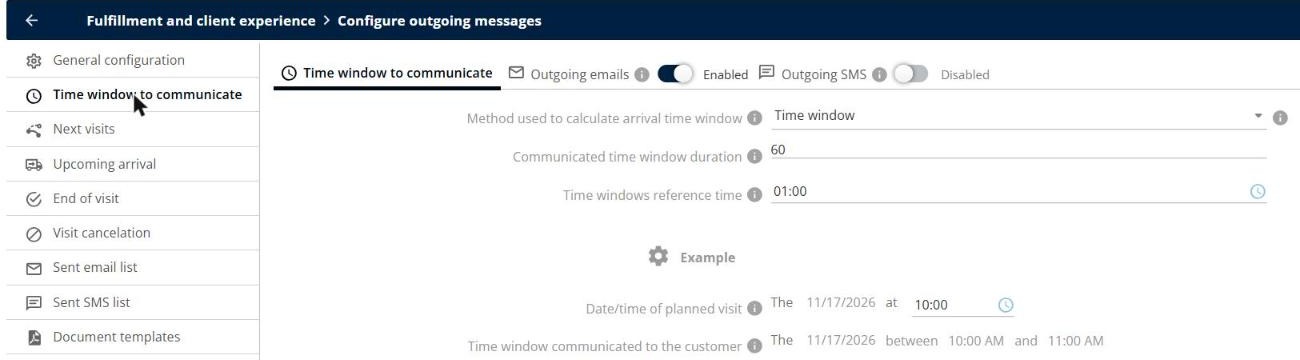 Fulfillment and client experience > Configure outgoing messages
General configuration
Time window to communicate
Next visits
Upcoming arrival
End of visit
Visit cancelation
Sent email list
Sent SMS list
Document templates
Time window to communicate Outgoing emails Enabled Outgoing SMS Disabled
Method used to calculate arrival time window Time window
Communicated time window duration 60
Time windows reference time 01:00
Example
Date/time of planned visit The 11/17/2026 at 10:00
Time window communicated to the customer The 11/17/2026 between 10:00 AM and 11:00 AM